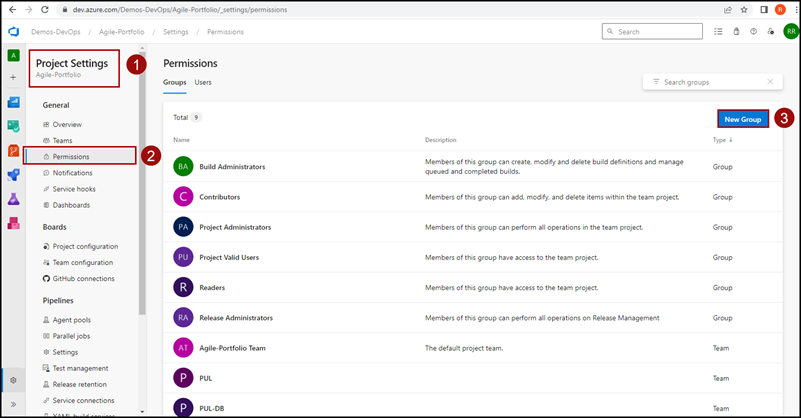 dev.azure.com/Demos-DevOps/Agile-Portfolio/_settings/permissions
R
Demos-DevOps / Agile-Portfolio / Settings / Permissions
Search
RR
A
Project Settings
Agile-Portfolio
1
General
Overview
Teams
Permissions
2
Notifications
Service hooks
Dashboards
Boards
Project configuration
Team configuration
GitHub connections
Pipelines
Agent pools
Parallel jobs
Settings
Test management
Release retention
Service connections
XAML build services
Permissions
Groups Users
Search groups
Total 9
New Group
3
Name Description Type
BA Build Administrators Members of this group can create, modify and delete build definitions and manage
queued and completed builds. Group
C Contributors Members of this group can add, modify, and delete items within the team project. Group
PA Project Administrators Members of this group can perform all operations in the team project. Group
PU Project Valid Users Members of this group have access to the team project. Group
R Readers Members of this group have access to the team project. Group
RA Release Administrators Members of this group can perform all operations on Release Management Group
AT Agile-Portfolio Team The default project team. Team
P PUL Team
P PUL-DB Team